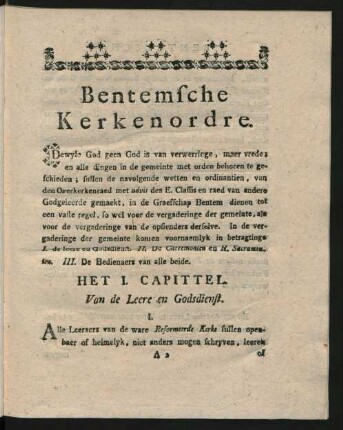 Bentemsche
Kerkenordre.
Dewyle God geen God is van verwerringe, maer vrede;
en alle dingen in de gemeinte met orden behoren te ge-
schieden; sullen de navolgende wetten en ordinantien, van
den Overkerkenraed met advis des E. Classis en raed van andere
Godgeleerde gemaekt, in de Graefschap Bentem dienen tot
een vaste regel, so wel voor de vergaderinge der gemeinte, als
voor de vergaderinge van de opsienders derselve. In de ver-
gaderinge der gemeinte komen voornaemlyk in betragtinge
I. de leere en Godsdienst. II. De Ceremonien en H. Sacramen-
ten. III. De Bedienaers van alle beide.
HET I. CAPITTEL.
Van de Leere en Godsdienst.
I.
Alle Leeraers van de ware Reformeerde Kerke sullen open-
baer of heimelyk, niet anders mogen schryven, leeren
A 2 of